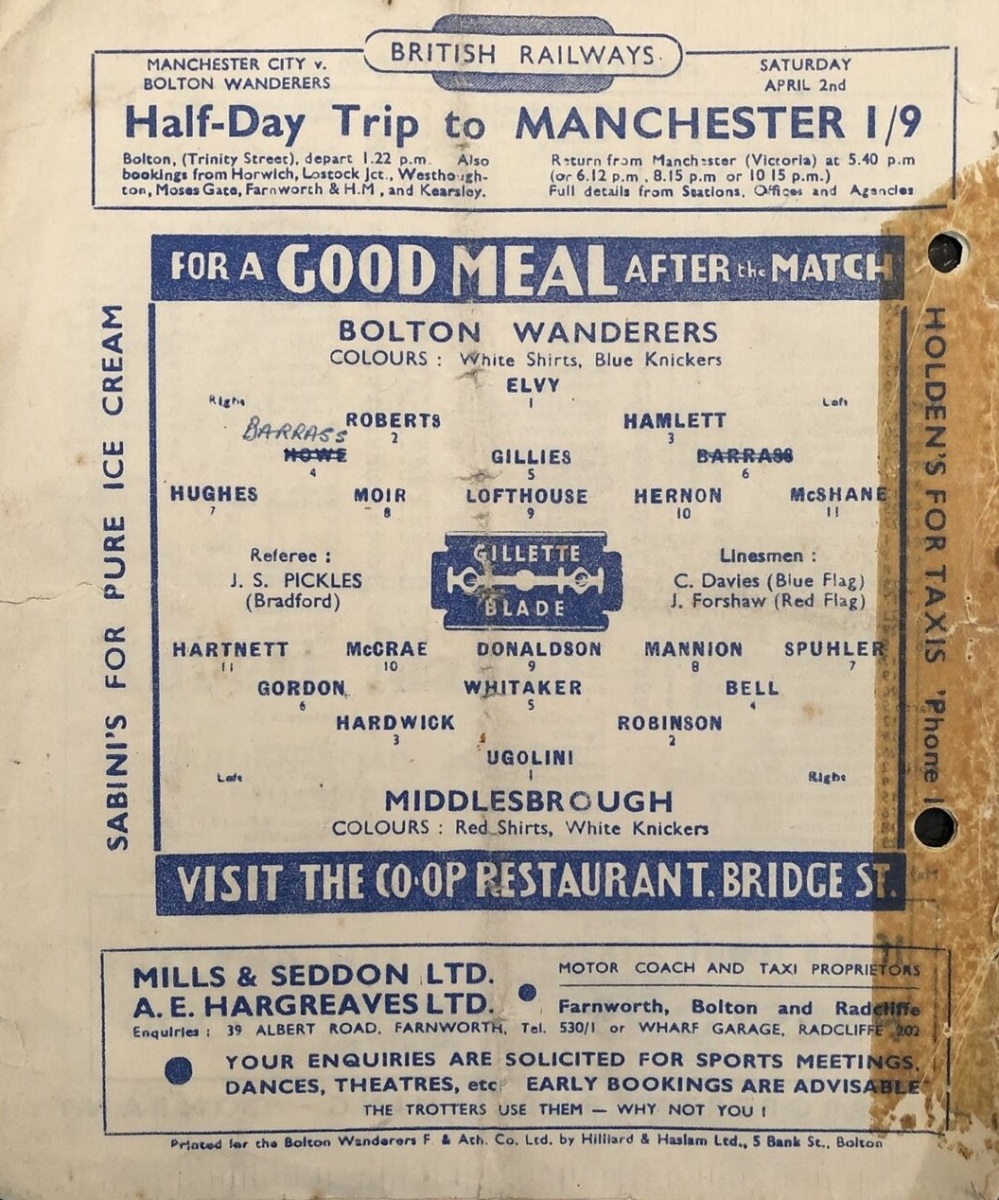 BRITISH RAILWAYS.
MANCHESTER CITY v.
BOLTON WANDERERS
SATURDAY
APRIL 2nd
Half-Day Trip to MANCHESTER 1/9
Bolton, (Trinity Street), depart 1.22 p.m. Also
bookings from Horwich, Lostock Jct., Westhough-
ton, Moses Gate, Farnworth & H.M, and Kearsley.
Return from Manchester (Victoria) at 5.40 p.m
(or 6.12 p.m, 8.15 p.m or 10 15 p.m.)
Full details from Stations, Offices and Agencies
FOR A GOOD MEAL AFTER the MATCH
SABINI'S FOR PURE ICE CREAM
BOLTON WANDERERS
COLOURS : White Shirts, Blue Knickers
ELVY
1
Right
Left
ROBERTS HAMLETT
2 3
BARRASS
HOWE GILLIES BARRASS
4 5 6
HUGHES MOIR LOFTHOUSE HERNON McSHANE
7 8 9 10 11
Referee :
J. S. PICKLES
(Bradford)
GILLETTE
BLADE
Linesmen :
C. Davies (Blue Flag)
J. Forshaw (Red Flag)
HARTNETT McCRAE DONALDSON MANNION SPUHLER
11 10 9 8 7
GORDON WHITAKER BELL
6 5 4
HARDWICK ROBINSON
3 2
UGOLINI
1
Left
Right
MIDDLESBROUGH
COLOURS : Red Shirts, White Knickers
HOLDEN'S FOR TAXIS 'Phone 1
VISIT THE CO-OP RESTAURANT. BRIDGE ST.
MILLS & SEDDON LTD.
A. E. HARGREAVES LTD.
MOTOR COACH AND TAXI PROPRIETORS
Farnworth, Bolton and Radcliffe
Enquiries : 39 ALBERT ROAD, FARNWORTH, Tel. 530/1 or WHARF GARAGE, RADCLIFFE 202
YOUR ENQUIRIES ARE SOLICITED FOR SPORTS MEETINGS,
DANCES, THEATRES, etc EARLY BOOKINGS ARE ADVISABLE
THE TROTTERS USE THEM — WHY NOT YOU !
Printed for the Bolton Wanderers F & Ath. Co. Ltd. by Hilliard & Haslam Ltd., 5 Bank St., Bolton